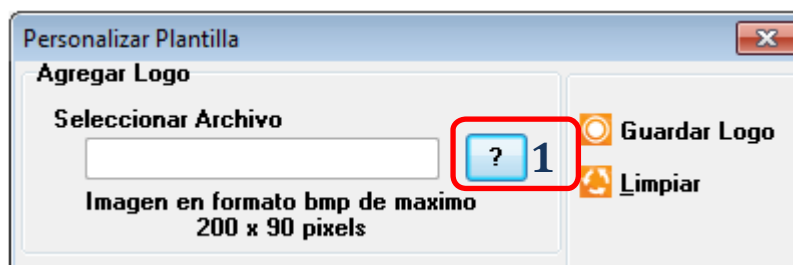 Personalizar Plantilla
Agregar Logo
Seleccionar Archivo
?
1
Imagen en formato bmp de maximo
200 x 90 pixels
Guardar Logo
Limpiar